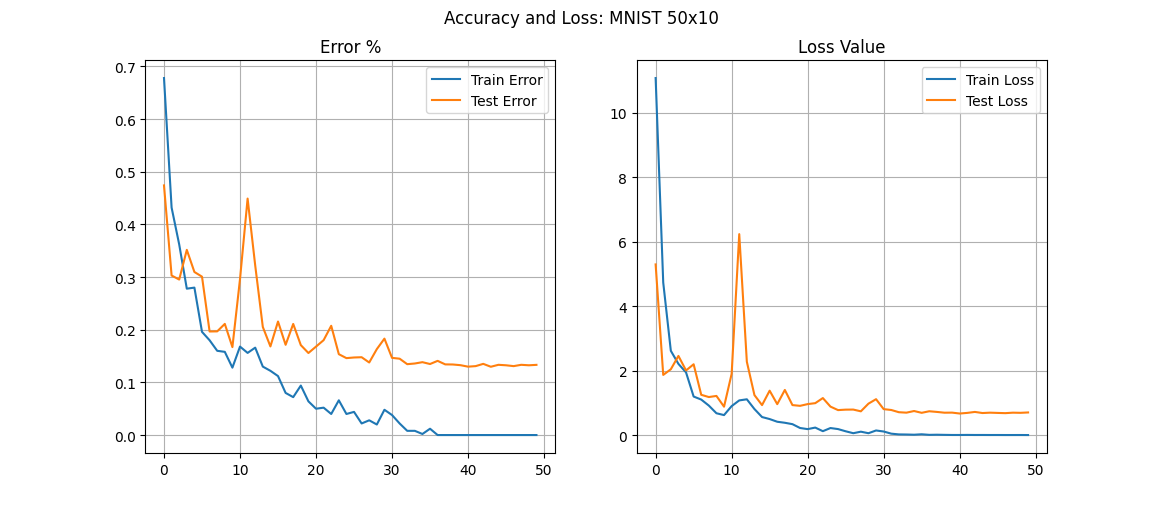 Accuracy and Loss: MNIST 50x10
Error %
Train Error
Test Error
0.7
0.6
0.5
0.4
0.3
0.2
0.1
0.0
0 10 20 30 40 50
Loss Value
Train Loss
Test Loss
10
8
6
4
2
0
0 10 20 30 40 50